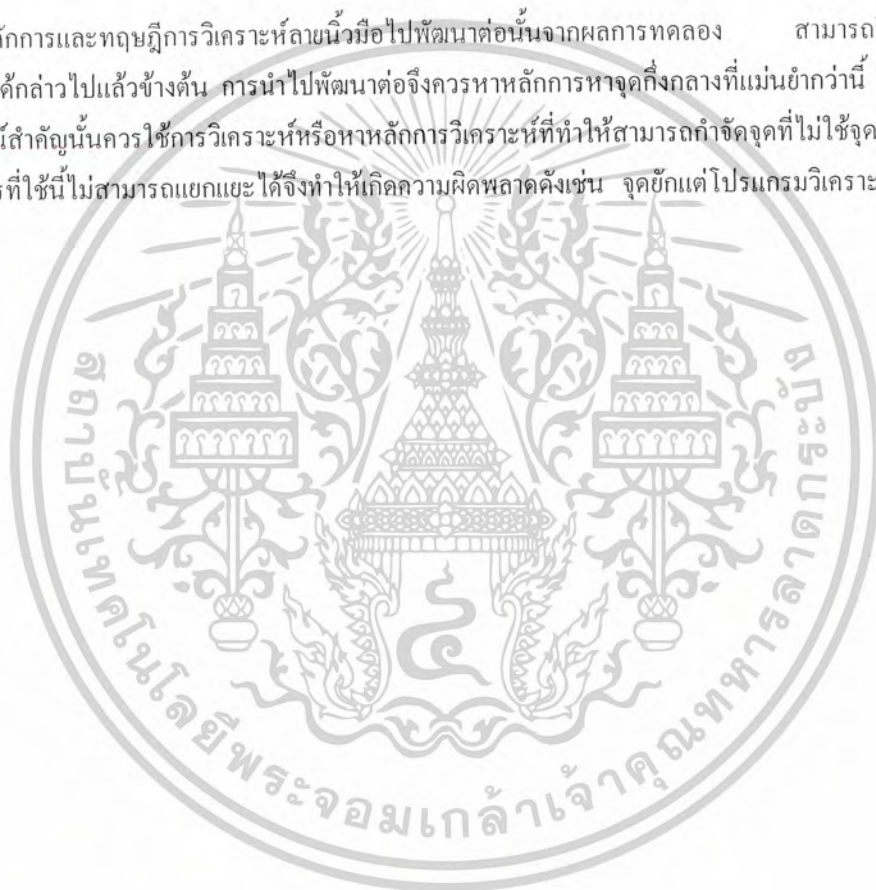 ลักการและทฤษฎีการวิเคราะห์ลายนิ้วมือไปพัฒนาต่อนั้นจากผลการทดลอง สามารถ
ด้กล่าวไปแล้วข้างต้น การนำไปพัฒนาต่อจึงควรหาหลักการหาจุดกึ่งกลางที่แม่นยำกว่านี้
น์สำคัญนั้นควรใช้การวิเคราะห์หรือหาหลักการวิเคราะห์ที่ทำให้สามารถกำจัดจุดที่ไม่ใช้จุด
รที่ใช้นี้ไม่สามารถแยกแยะได้จึงทำให้เกิดความผิดพลาดดังเช่น จุดยักแต่โปรแกรมวิเคราะ
๔
สถาบันเทคโนโลยีพระจอมเกล้าเจ้าคุณทหารลาดกระบัง